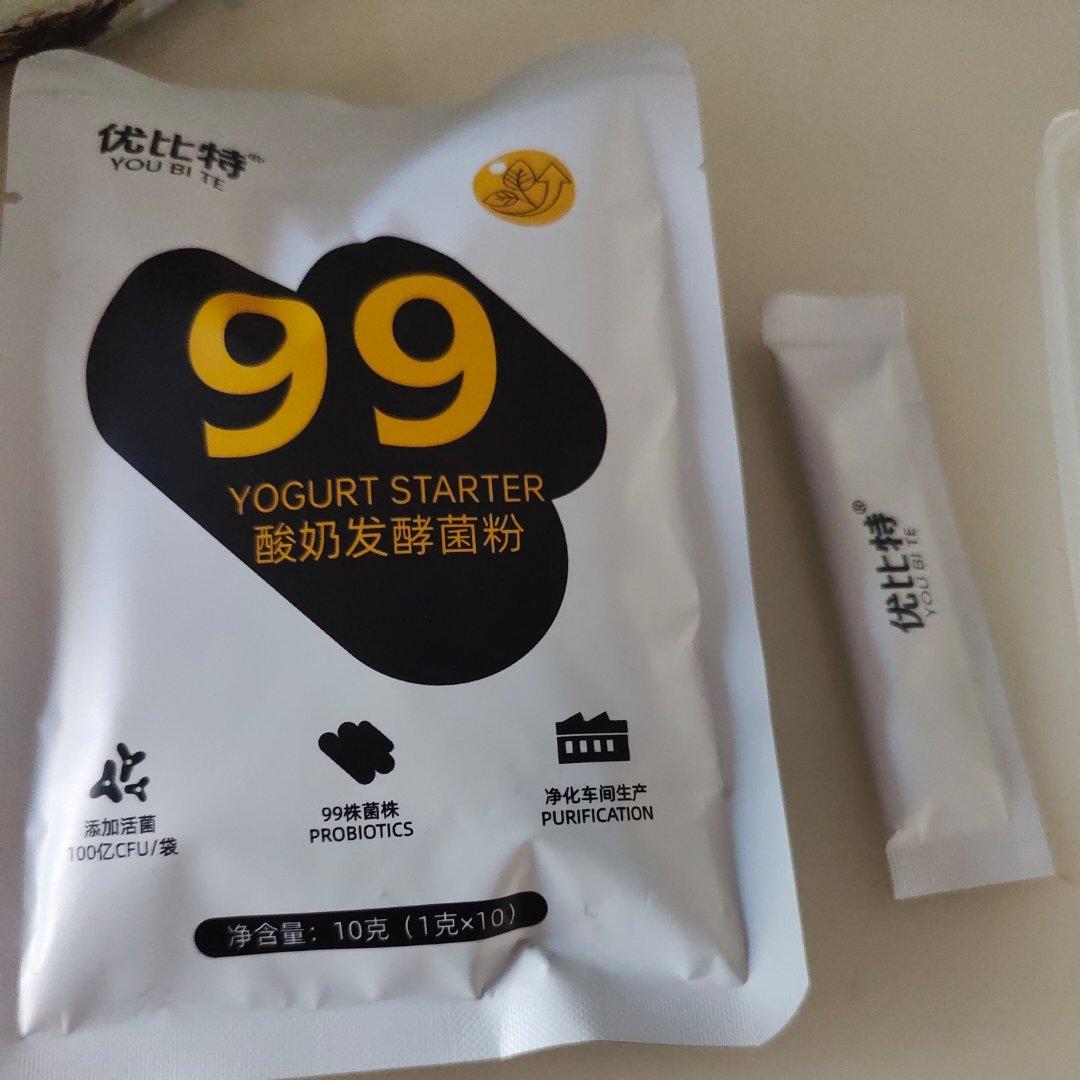 优比特®
YOU BI TE
99
YOGURT STARTER
酸奶发酵菌粉
添加活菌
100亿CFU/袋
99株菌株
PROBIOTICS
净化车间生产
PURIFICATION
净含量：10克（1克×10）
优比特®
YOU BI TE